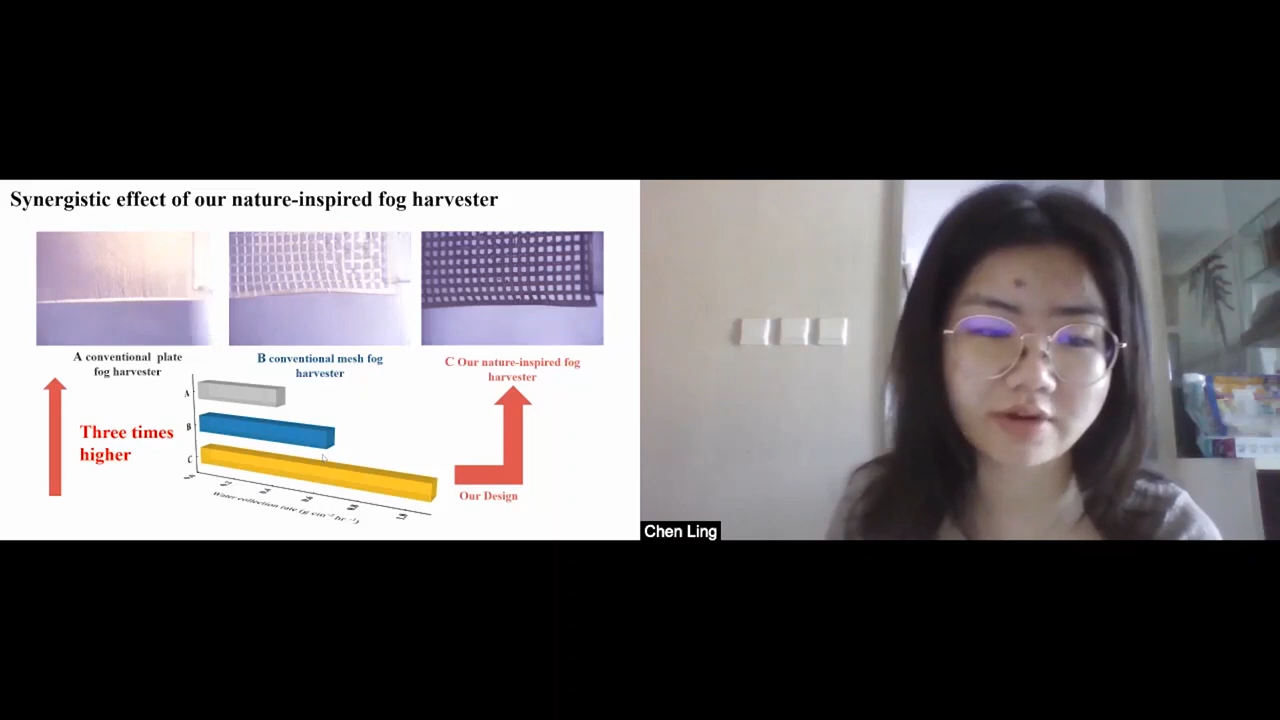 Synergistic effect of our nature-inspired fog harvester
A conventional plate
fog harvester
B conventional mesh fog
harvester
C Our nature-inspired fog
harvester
Three times
higher
A
B
C
Water collection rate (g cm⁻² hr⁻¹)
Our Design
Chen Ling